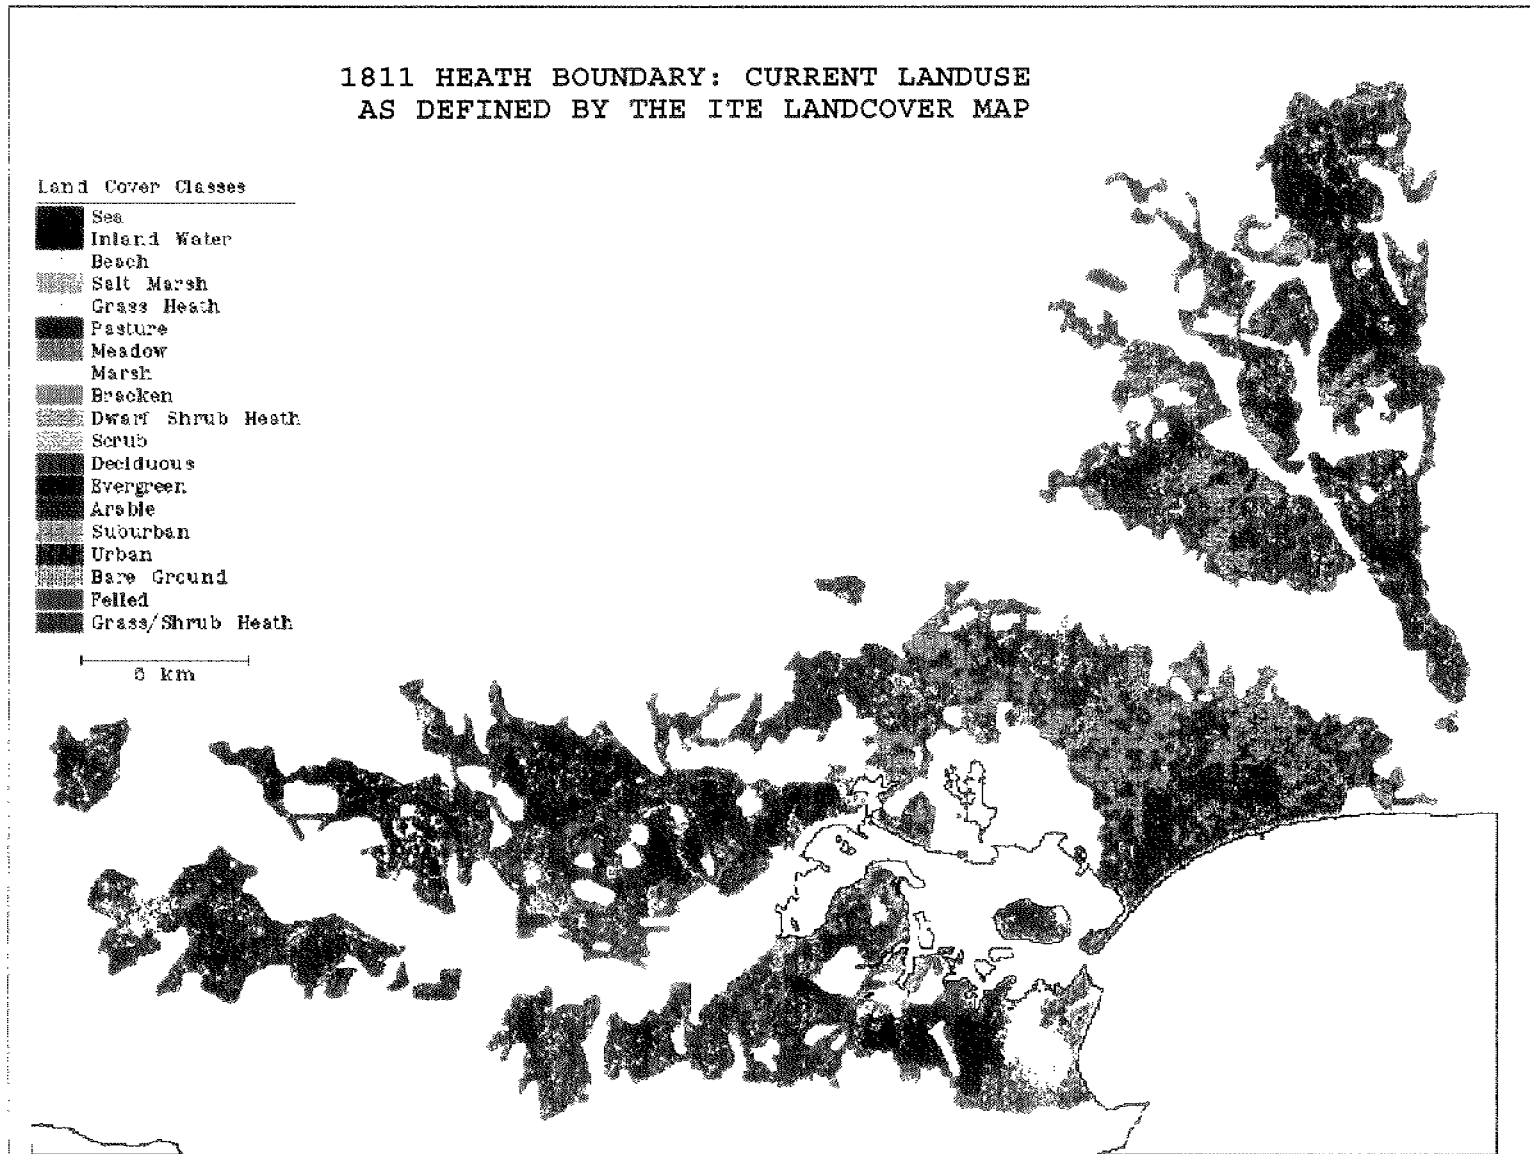 1811 HEATH BOUNDARY: CURRENT LANDUSE
AS DEFINED BY THE ITE LANDCOVER MAP
Land Cover Classes
Sea
Inland Water
Beach
Salt Marsh
Grass Heath
Pasture
Meadow
Marsh
Bracken
Dwarf Shrub Heath
Scrub
Deciduous
Evergreen
Arable
Suburban
Urban
Bare Ground
Felled
Grass/Shrub Heath
km